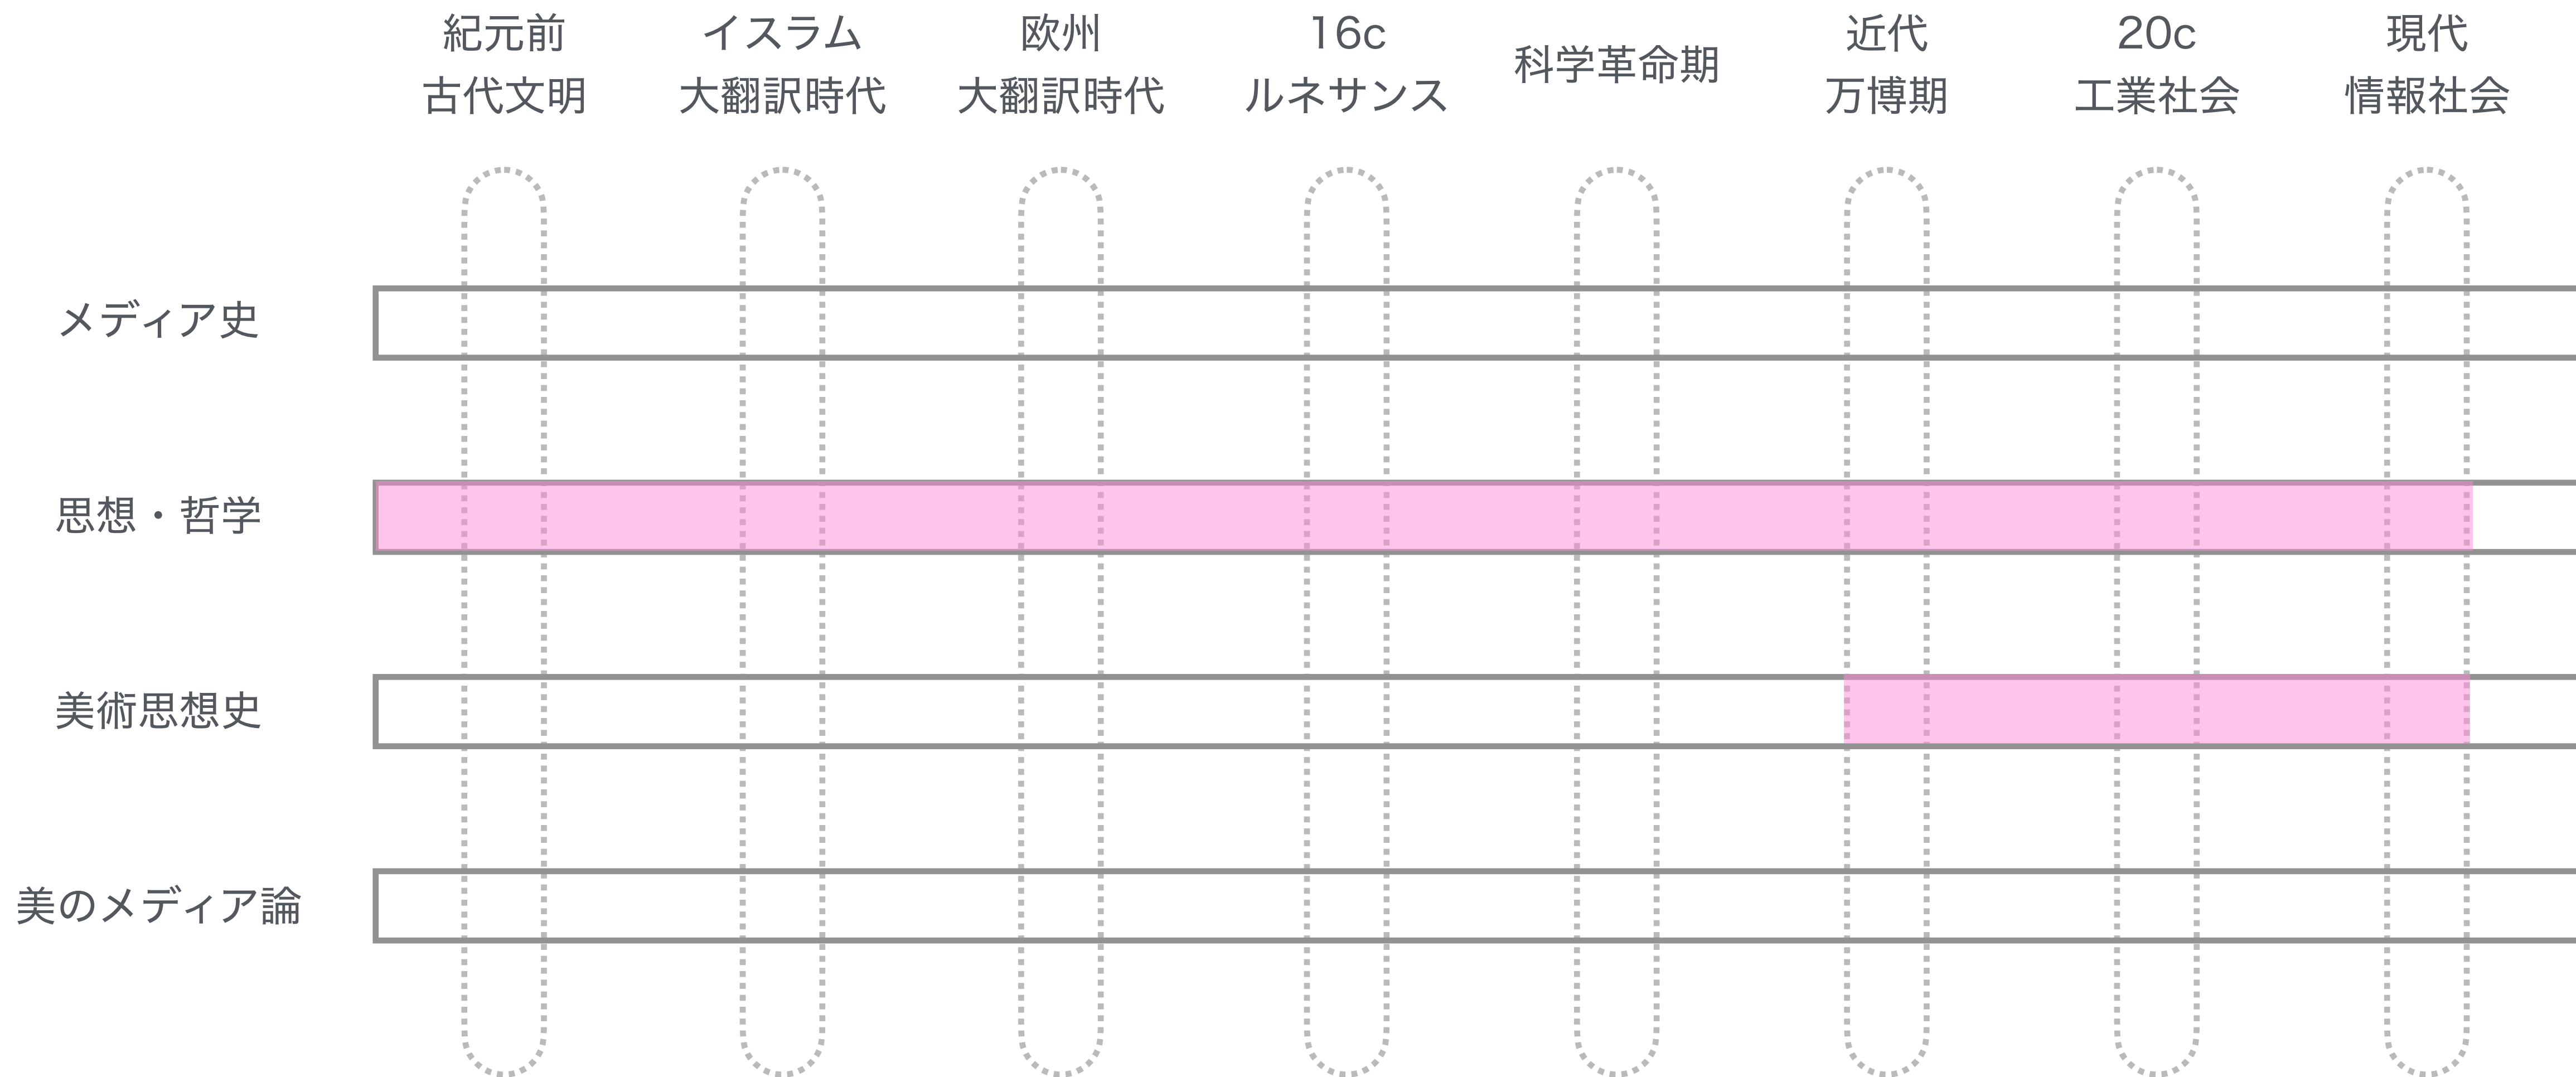 紀元前
古代文明
イスラム
大翻訳時代
欧州
大翻訳時代
16c
ルネサンス
科学革命期
近代
万博期
20c
工業社会
現代
情報社会
メディア史
思想・哲学
美術思想史
美のメディア論